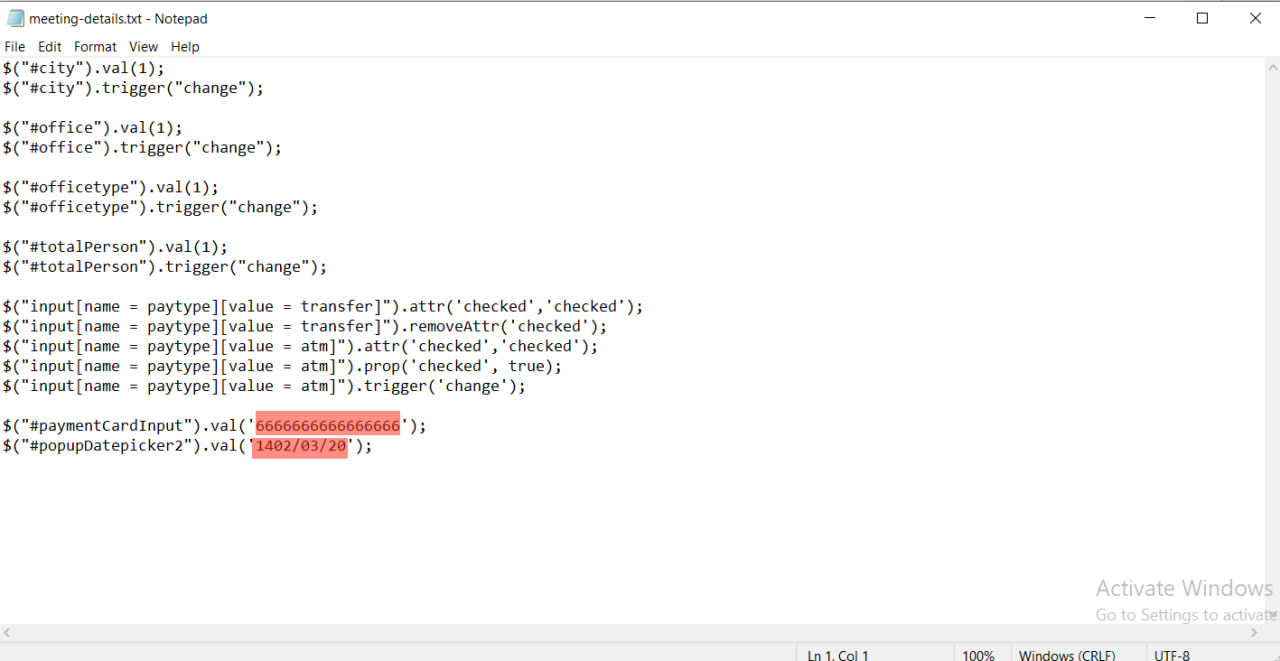 meeting-details.txt - Notepad
File Edit Format View Help
$("#city").val(1);
$("#city").trigger("change");
$("#office").val(1);
$("#office").trigger("change");
$("#officetype").val(1);
$("#officetype").trigger("change");
$("#totalPerson").val(1);
$("#totalPerson").trigger("change");
$("input[name = paytype][value = transfer]").attr('checked','checked');
$("input[name = paytype][value = transfer]").removeAttr('checked');
$("input[name = paytype][value = atm]").attr('checked','checked');
$("input[name = paytype][value = atm]").prop('checked', true);
$("input[name = paytype][value = atm]").trigger('change');
$("#paymentCardInput").val('6666666666666666');
$("#popupDatepicker2").val('1402/03/20');
Activate Windows
Go to Settings to activate
Ln 1, Col 1 100% Windows (CRLF) UTF-8